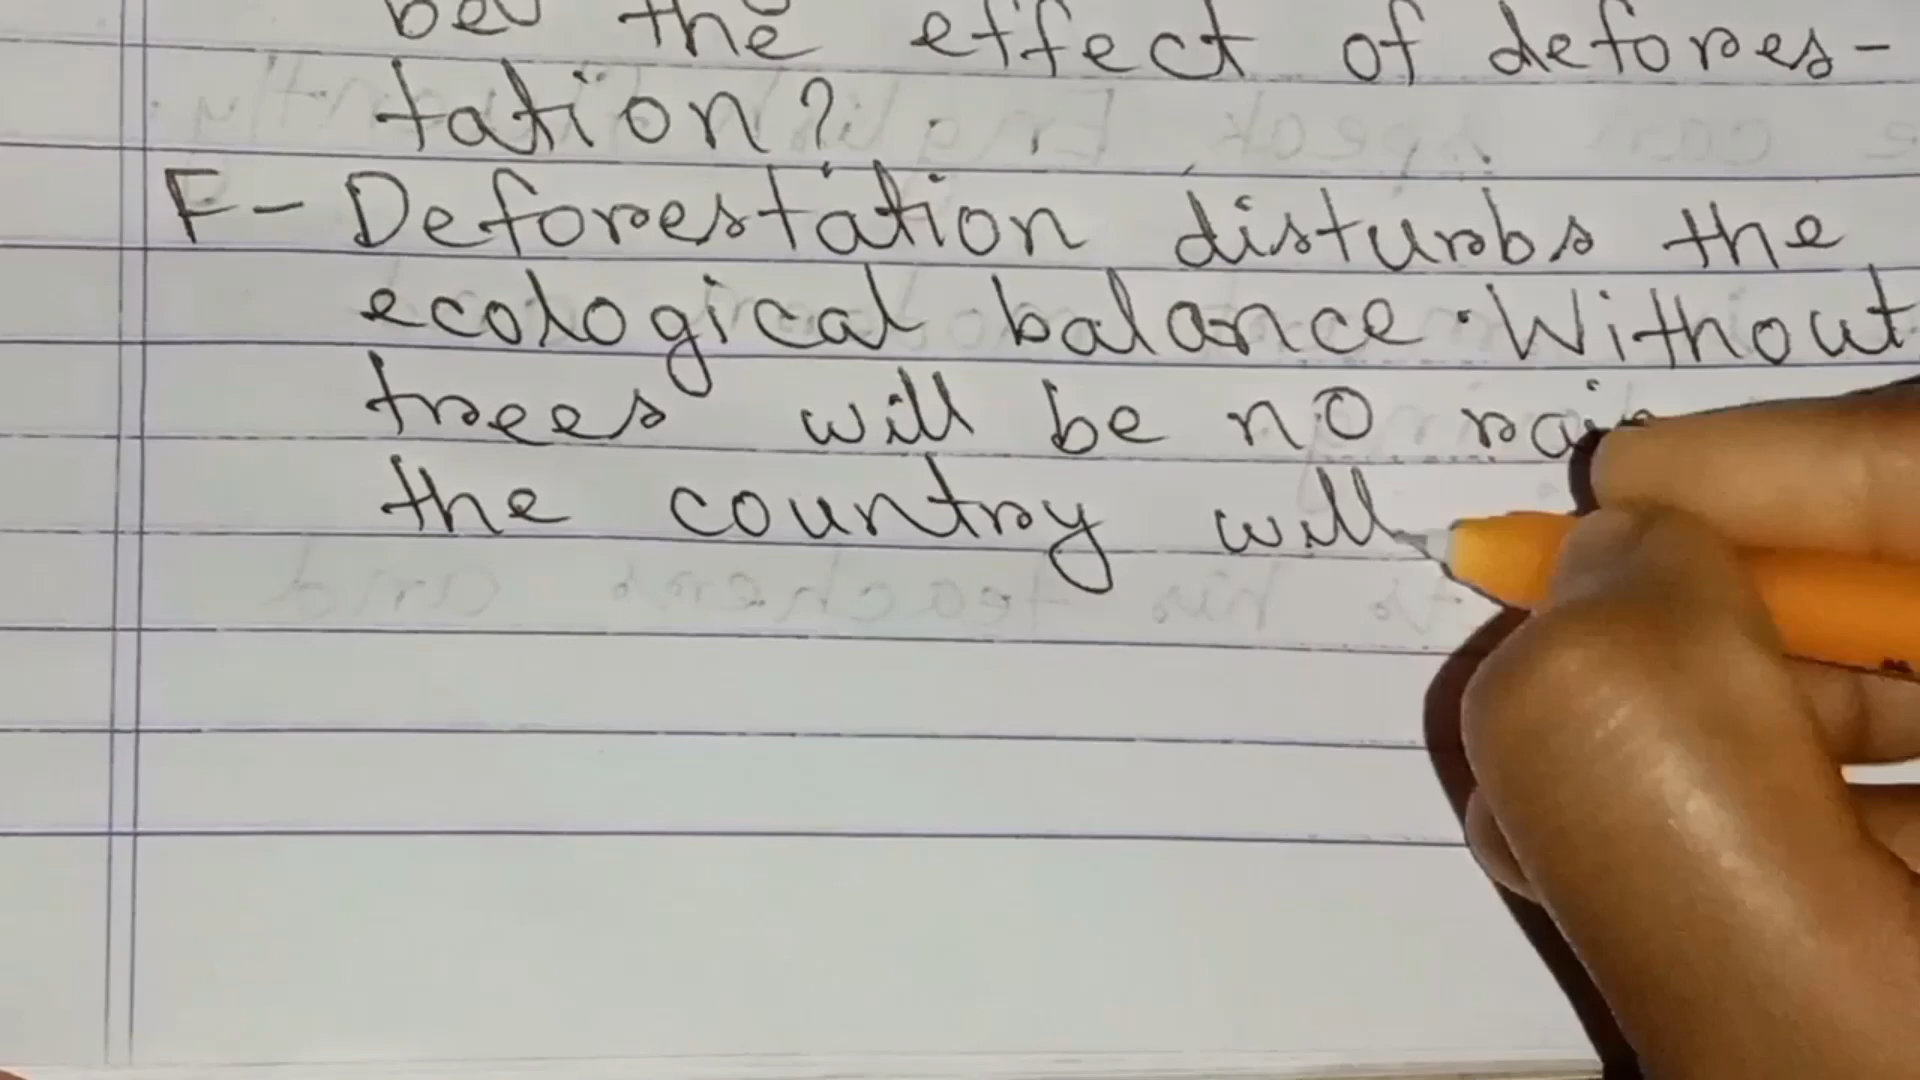 the effect of defores-
tation?
F- Deforestation disturbs the
ecological balance. Without
trees will be no
the country will